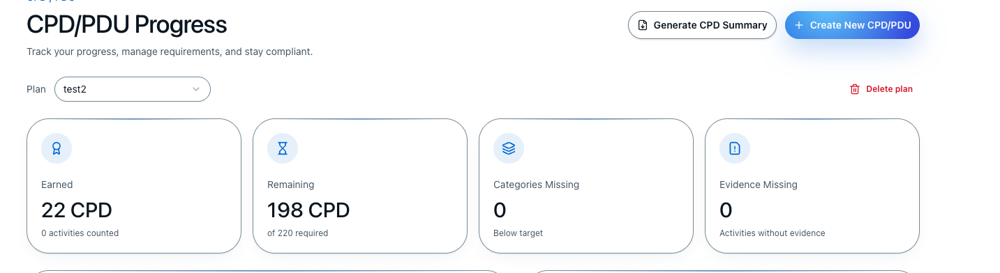 CPD/PDU Progress
Generate CPD Summary
Create New CPD/PDU
Track your progress, manage requirements, and stay compliant.
Plan
test2
Delete plan
Earned
22 CPD
0 activities counted
Remaining
198 CPD
of 220 required
Categories Missing
0
Below target
Evidence Missing
0
Activities without evidence